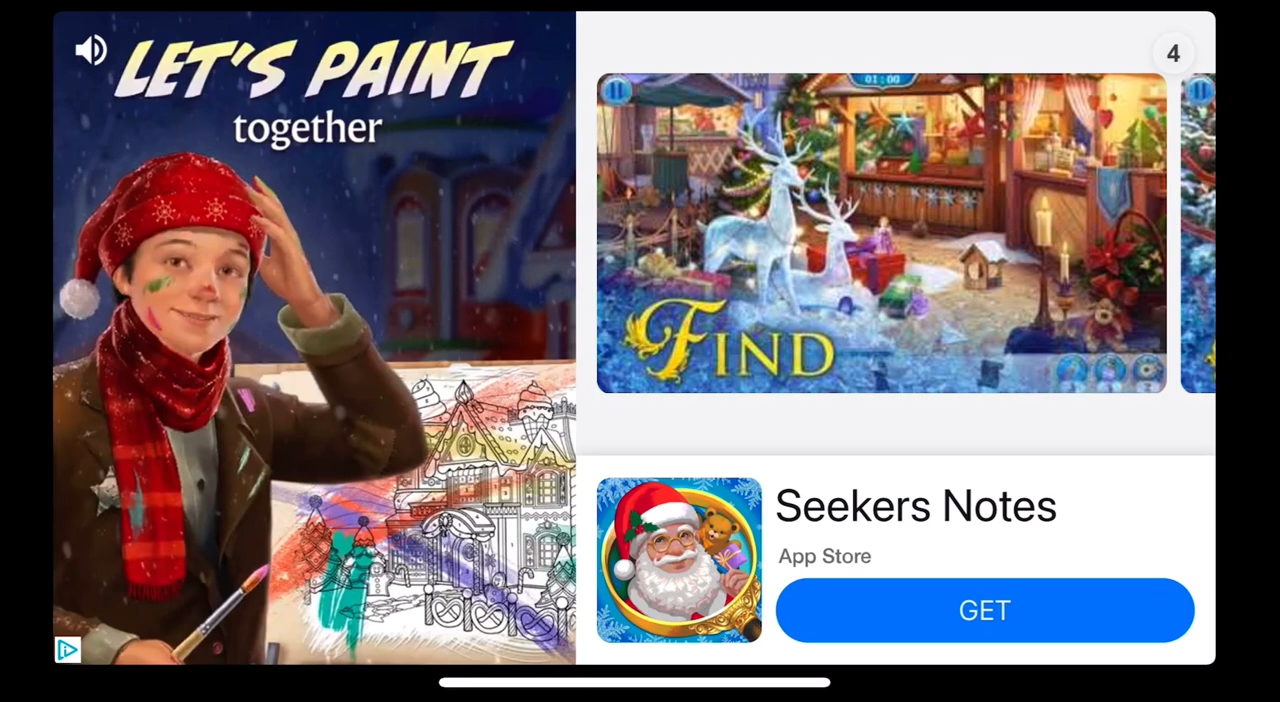 LET'S PAINT
together
4
01:00
FIND
Seekers Notes
App Store
GET